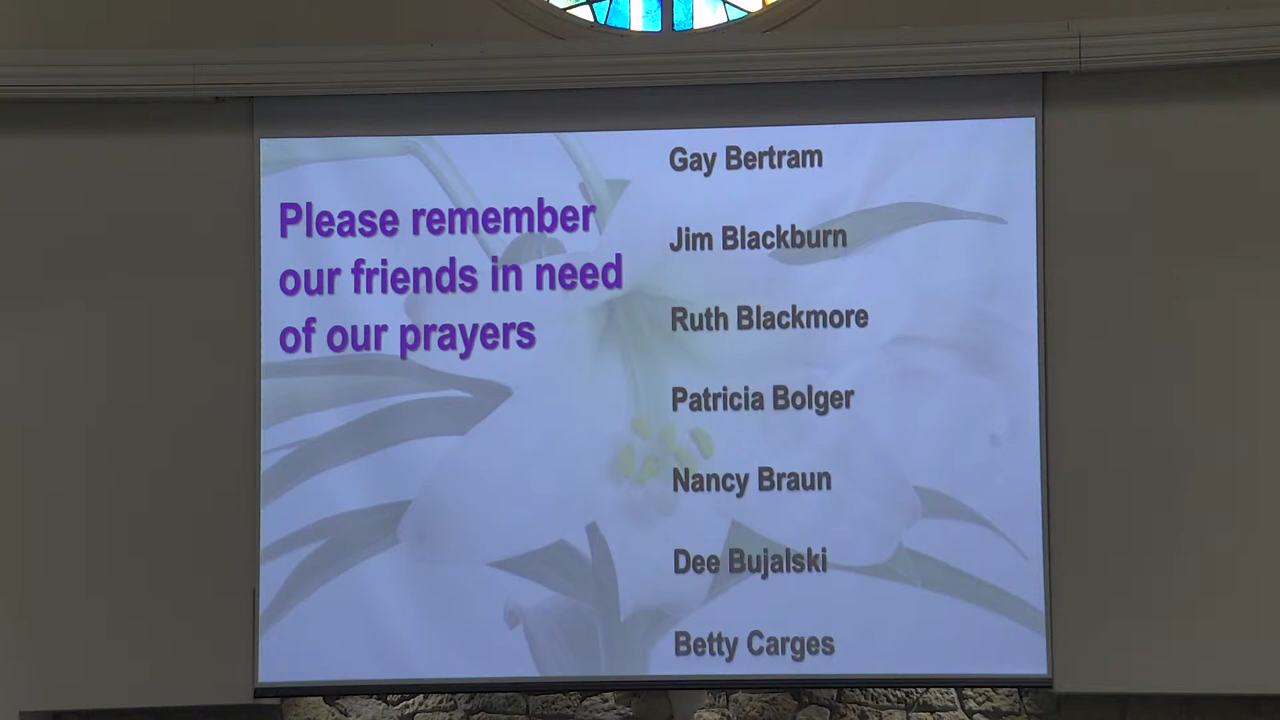 Please remember
our friends in need
of our prayers
Gay Bertram
Jim Blackburn
Ruth Blackmore
Patricia Bolger
Nancy Braun
Dee Bujalski
Betty Carges